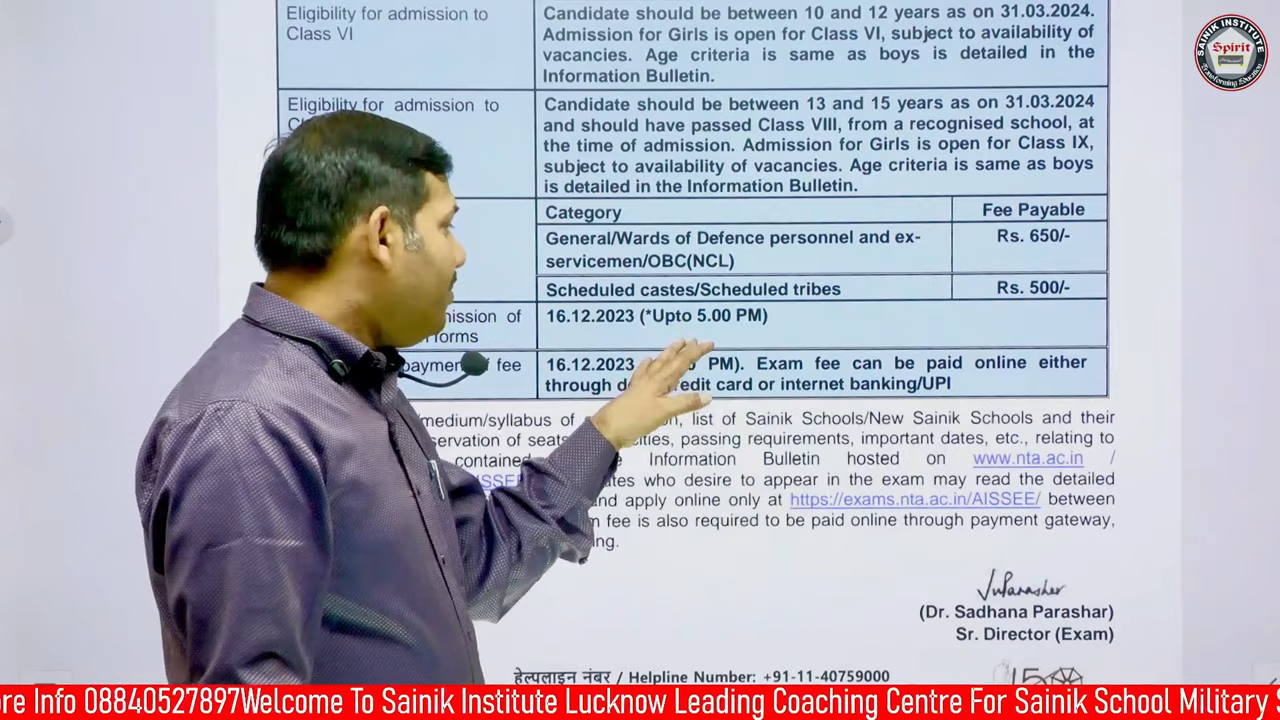 Eligibility for admission to
Class VI
Candidate should be between 10 and 12 years as on 31.03.2024.
Admission for Girls is open for Class VI, subject to availability of
vacancies. Age criteria is same as boys is detailed in the
Information Bulletin.
SAINIK INSTITUTE
Spirit
Transforming Education
Eligibility for admission to
Candidate should be between 13 and 15 years as on 31.03.2024
and should have passed Class VIII, from a recognised school, at
the time of admission. Admission for Girls is open for Class IX,
subject to availability of vacancies. Age criteria is same as boys
is detailed in the Information Bulletin.
Category Fee Payable
General/Wards of Defence personnel and ex-
servicemen/OBC(NCL) Rs. 650/-
Scheduled castes/Scheduled tribes Rs. 500/-
ission of
orms
16.12.2023 (*Upto 5.00 PM)
payment of fee
16.12.2023 PM). Exam fee can be paid online either
through credit card or internet banking/UPI
medium/syllabus of list of Sainik Schools/New Sainik Schools and their
servation of seats passing requirements, important dates, etc., relating to
contained Information Bulletin hosted on www.nta.ac.in /
who desire to appear in the exam may read the detailed
and apply online only at https://exams.nta.ac.in/AISSEE/ between
fee is also required to be paid online through payment gateway,
(Dr. Sadhana Parashar)
Sr. Director (Exam)
हेल्पलाइन नंबर / Helpline Number: +91-11-40759000
re Info 08840527897Welcome To Sainik Institute Lucknow Leading Coaching Centre For Sainik School Military S